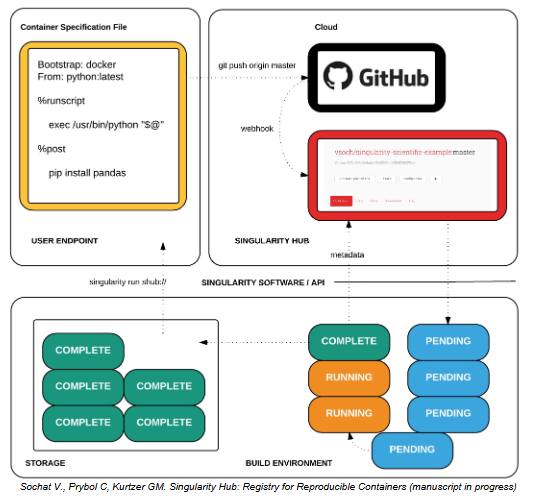 Container Specification File
Cloud
Bootstrap: docker
From: python:latest
%runscript
exec /usr/bin/python "$@"
%post
pip install pandas
USER ENDPOINT
git push origin master
GitHub
webhook
vsoch/singularity-scientific-example:master
SINGULARITY HUB
metadata
singularity run shub://
SINGULARITY SOFTWARE / API
COMPLETE
COMPLETE
COMPLETE
COMPLETE
COMPLETE
STORAGE
COMPLETE
RUNNING
RUNNING
PENDING
PENDING
PENDING
PENDING
BUILD ENVIRONMENT
Sochat V., Prybol C, Kurtzer GM. Singularity Hub: Registry for Reproducible Containers (manuscript in progress)